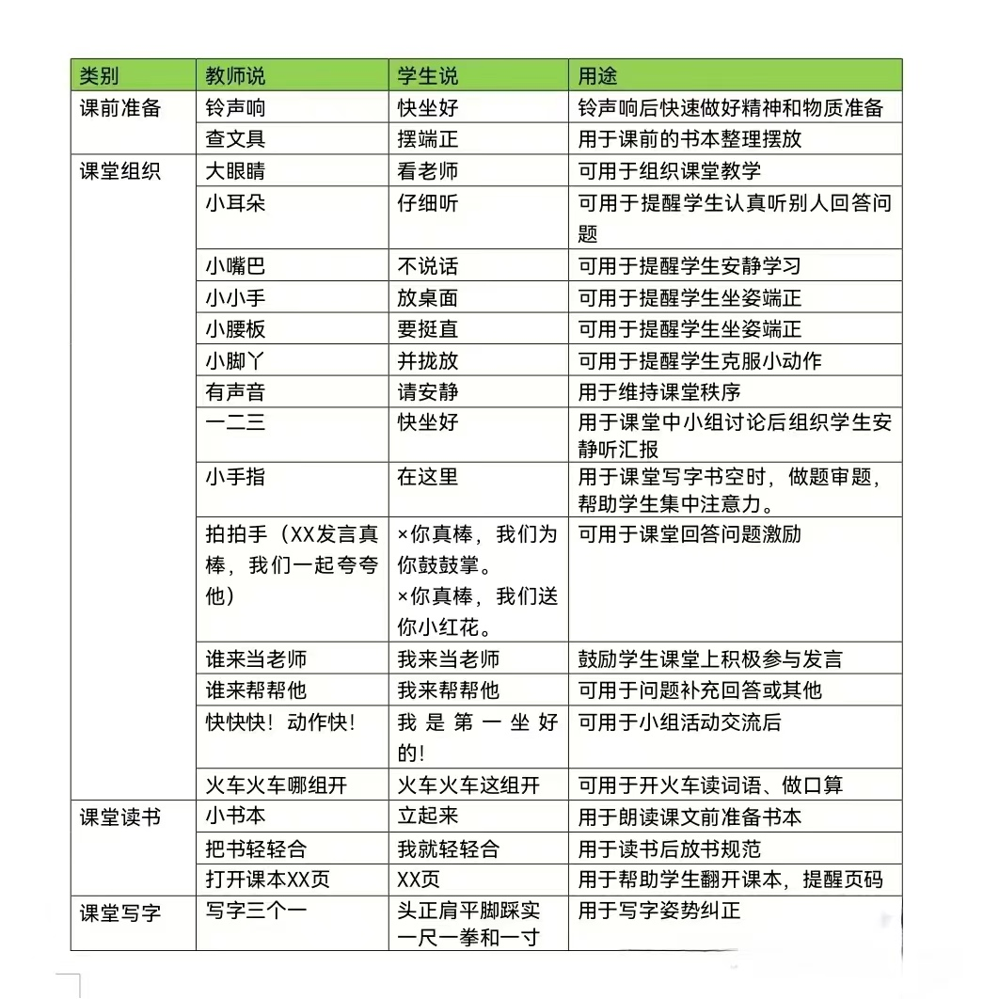 类别 教师说 学生说 用途
课前准备 铃声响 快坐好 铃声响后快速做好精神和物质准备
查文具 摆端正 用于课前的书本整理摆放
课堂组织 大眼睛 看老师 可用于组织课堂教学
小耳朵 仔细听 可用于提醒学生认真听别人回答问
题
小嘴巴 不说话 可用于提醒学生安静学习
小小手 放桌面 可用于提醒学生坐姿端正
小腰板 要挺直 可用于提醒学生坐姿端正
小脚丫 并拢放 可用于提醒学生克服小动作
有声音 请安静 用于维持课堂秩序
一二三 快坐好 用于课堂中小组讨论后组织学生安
静听汇报
小手指 在这里 用于课堂写字书空时，做题审题，
帮助学生集中注意力。
拍拍手（XX发言真 ×你真棒，我们为 可用于课堂回答问题激励
棒，我们一起夸夸 你鼓鼓掌。
他） ×你真棒，我们送
你小红花。
谁来当老师 我来当老师 鼓励学生课堂上积极参与发言
谁来帮帮他 我来帮帮他 可用于问题补充回答或其他
快快快！动作快！ 我是第一坐好 可用于小组活动交流后
的！
火车火车哪组开 火车火车这组开 可用于开火车读词语、做口算
课堂读书 小书本 立起来 用于朗读课文前准备书本
把书轻轻合 我就轻轻合 用于读书后放书规范
打开课本XX页 XX页 用于帮助学生翻开课本，提醒页码
课堂写字 写字三个一 头正肩平脚踩实 用于写字姿势纠正
一尺一拳和一寸